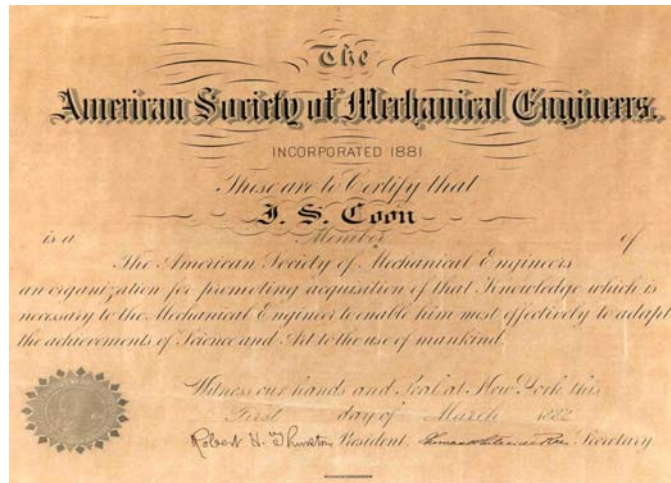 The
American Society of Mechanical Engineers.
INCORPORATED 1881
These are to Certify that
J. S. Coon
is a Member of
The American Society of Mechanical Engineers
an organization for promoting acquisition of that Knowledge which is
necessary to the Mechanical Engineer to enable him most effectively to adapt
the achievements of Science and Art to the use of mankind.
Witness our hands and Seal at New York this
First day of March 1882
Robert H. Thurston President. Secretary